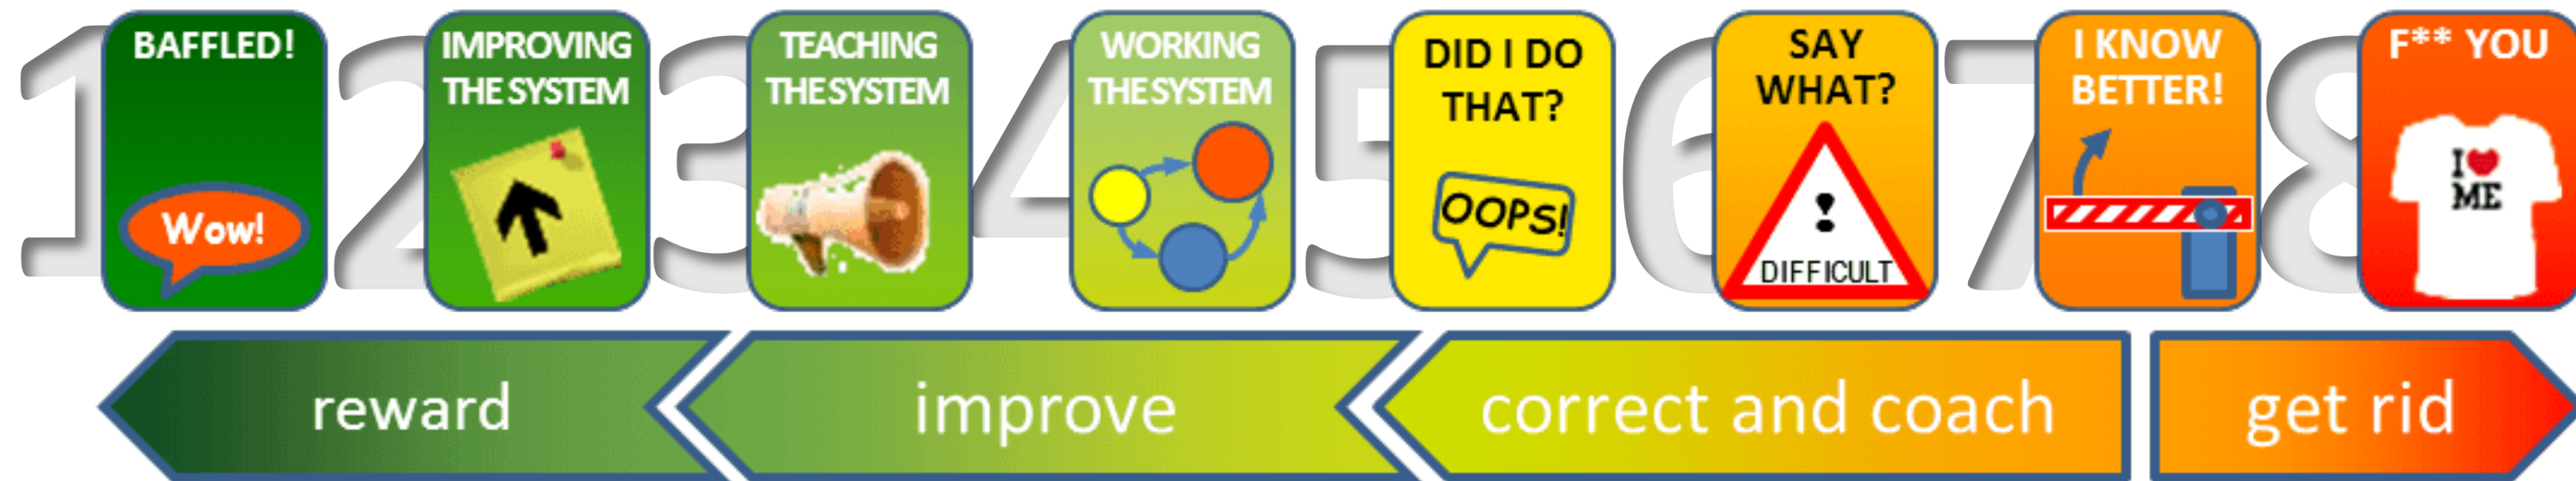 1
BAFFLED!
Wow!
2
IMPROVING
THE SYSTEM
3
TEACHING
THE SYSTEM
4
WORKING
THE SYSTEM
5
DID I DO
THAT?
OOPS!
6
SAY
WHAT?
!
DIFFICULT
7
I KNOW
BETTER!
8
F** YOU
I❤
ME
reward
improve
correct and coach
get rid